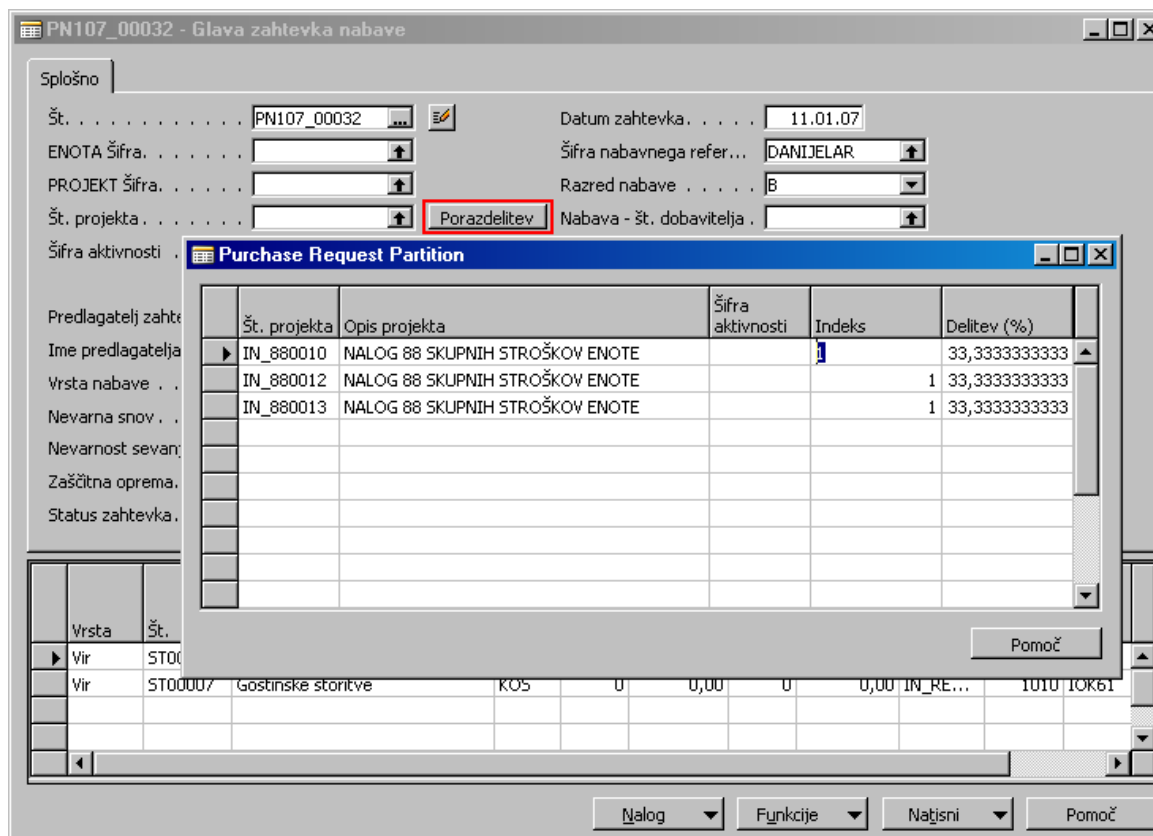 PN107_00032 - Glava zahtevka nabave
Splošno
Št. . . . . . . . . . . . . PN107_00032 ...
Datum zahtevka. . . . . 11.01.07
ENOTA Šifra. . . . . . .
Šifra nabavnega refer... DANIJELAR
PROJEKT Šifra. . . . . .
Razred nabave . . . . . B
Št. projekta . . . . . . . Porazdelitev
Nabava - št. dobavitelja .
Šifra aktivnosti .
Predlagatelj
Ime predlagatelja
Vrsta nabave . .
Nevarna snov . .
Nevarnost
Zaščitna oprema.
Status zahtevka.
Purchase Request Partition
Št. projekta Opis projekta Šifra aktivnosti Indeks Delitev (%)
IN_880010 NALOG 88 SKUPNIH STROŠKOV ENOTE 1 33,3333333333
IN_880012 NALOG 88 SKUPNIH STROŠKOV ENOTE 1 33,3333333333
IN_880013 NALOG 88 SKUPNIH STROŠKOV ENOTE 1 33,3333333333
Pomoč
Vrsta Št.
Vir
Vir ST00007 Gostinske storitve KOS 0 0,00 0 0,00 IN_RE... 1010 10K61
Nalog Funkcije Natisni Pomoč